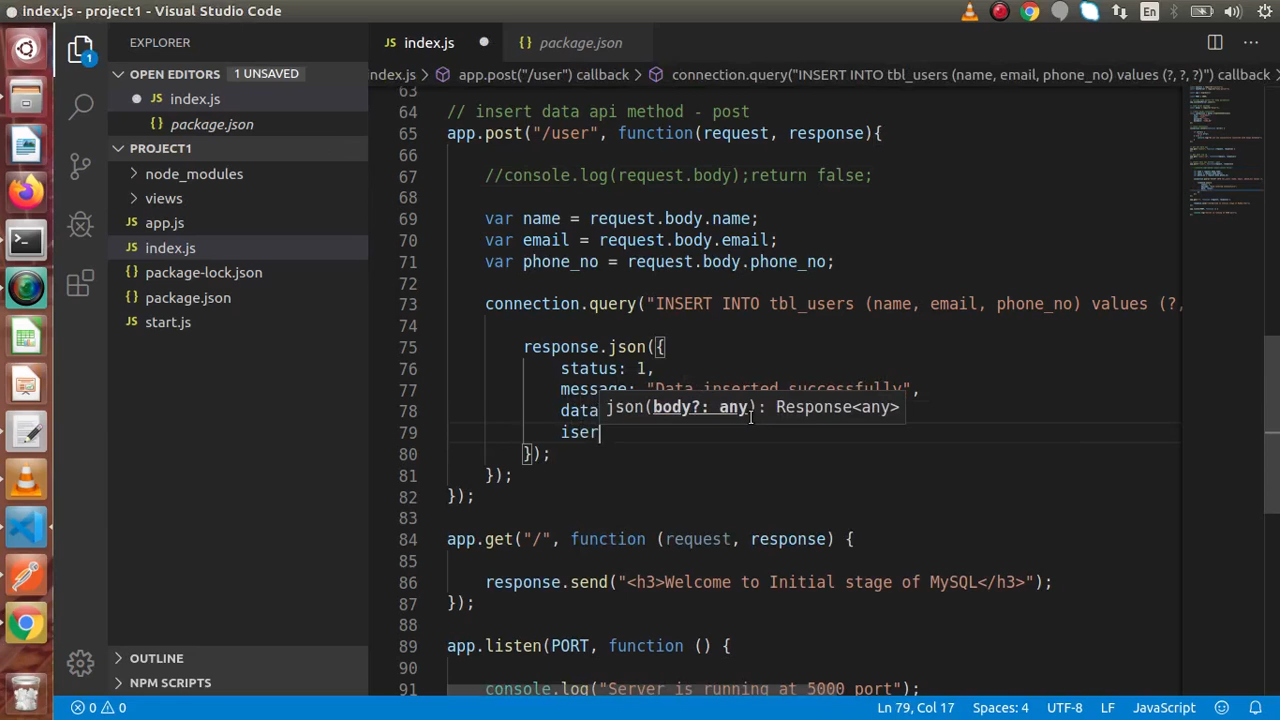 index.js - project1 - Visual Studio Code
En
EXPLORER
index.js
package.json
1
OPEN EDITORS 1 UNSAVED
index.js
package.json
PROJECT1
node_modules
views
app.js
index.js
package-lock.json
package.json
start.js
OUTLINE
NPM SCRIPTS
index.js > app.post("/user") callback > connection.query("INSERT INTO tbl_users (name, email, phone_no) values (?, ?, ?)") callback
63
64 // insert data api method - post
65 app.post("/user", function(request, response){
66
67 //console.log(request.body);return false;
68
69 var name = request.body.name;
70 var email = request.body.email;
71 var phone_no = request.body.phone_no;
72
73 connection.query("INSERT INTO tbl_users (name, email, phone_no) values (?,
74
75 response.json({
76 status: 1,
77 message: "Data inserted successfully",
78 data
json(body?: any): Response<any>
79 iser
80 });
81 });
82 });
83
84 app.get("/", function (request, response) {
85
86 response.send("<h3>Welcome to Initial stage of MySQL</h3>");
87 });
88
89 app.listen(PORT, function () {
90
91 console.log("Server is running at 5000 port");
0 0 Ln 79, Col 17 Spaces: 4 UTF-8 LF JavaScript